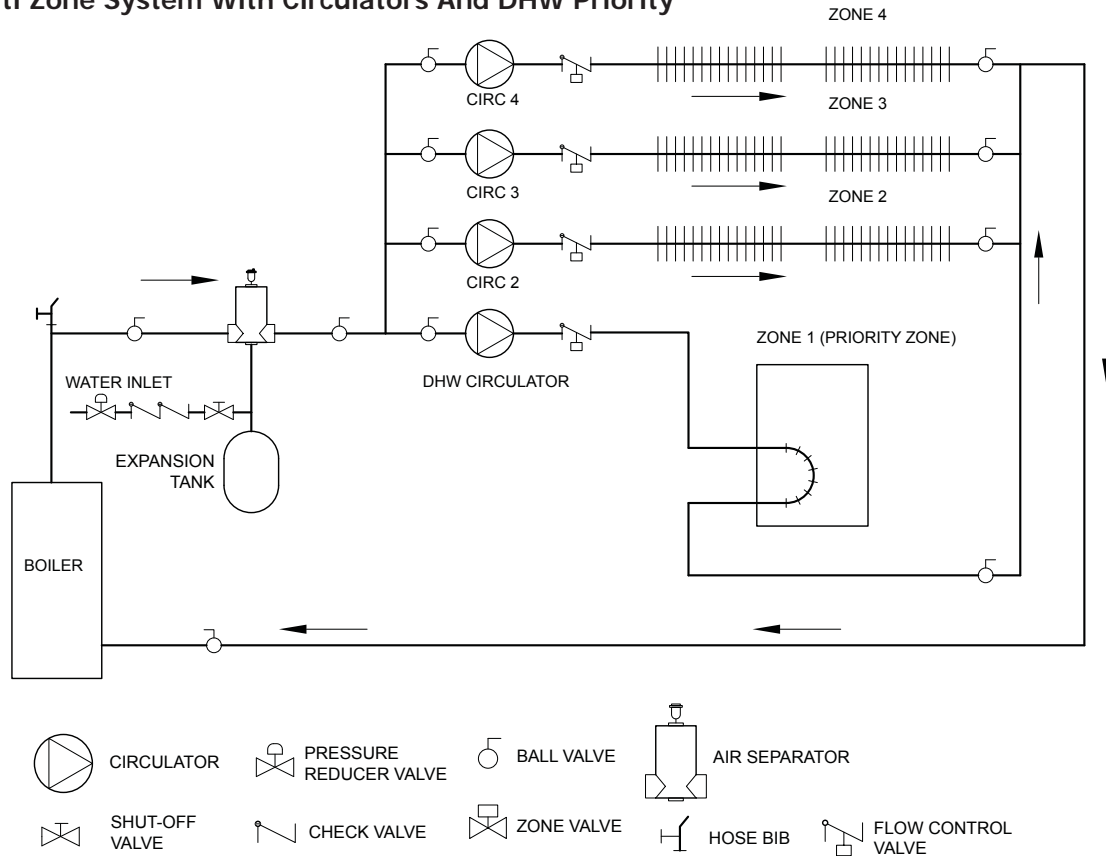 Zone System With Circulators And DHW Priority
ZONE 4
CIRC 4
ZONE 3
CIRC 3
ZONE 2
CIRC 2
ZONE 1 (PRIORITY ZONE)
DHW CIRCULATOR
WATER INLET
EXPANSION
TANK
BOILER
CIRCULATOR
PRESSURE
REDUCER VALVE
BALL VALVE
AIR SEPARATOR
SHUT-OFF
VALVE
CHECK VALVE
ZONE VALVE
HOSE BIB
FLOW CONTROL
VALVE